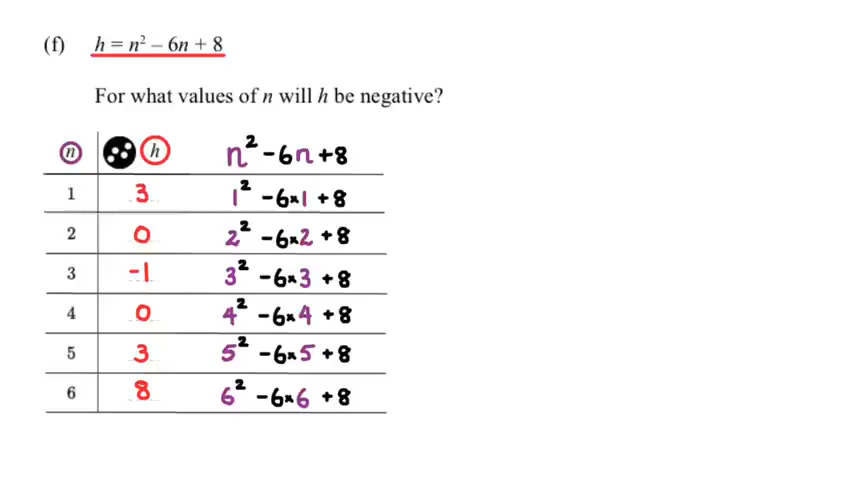 (f) h = n² – 6n + 8
For what values of n will h be negative?
n h n² -6n +8
1 3 1² -6×1 +8
2 0 2² -6×2 +8
3 -1 3² -6×3 +8
4 0 4² -6×4 +8
5 3 5² -6×5 +8
6 8 6² -6×6 +8